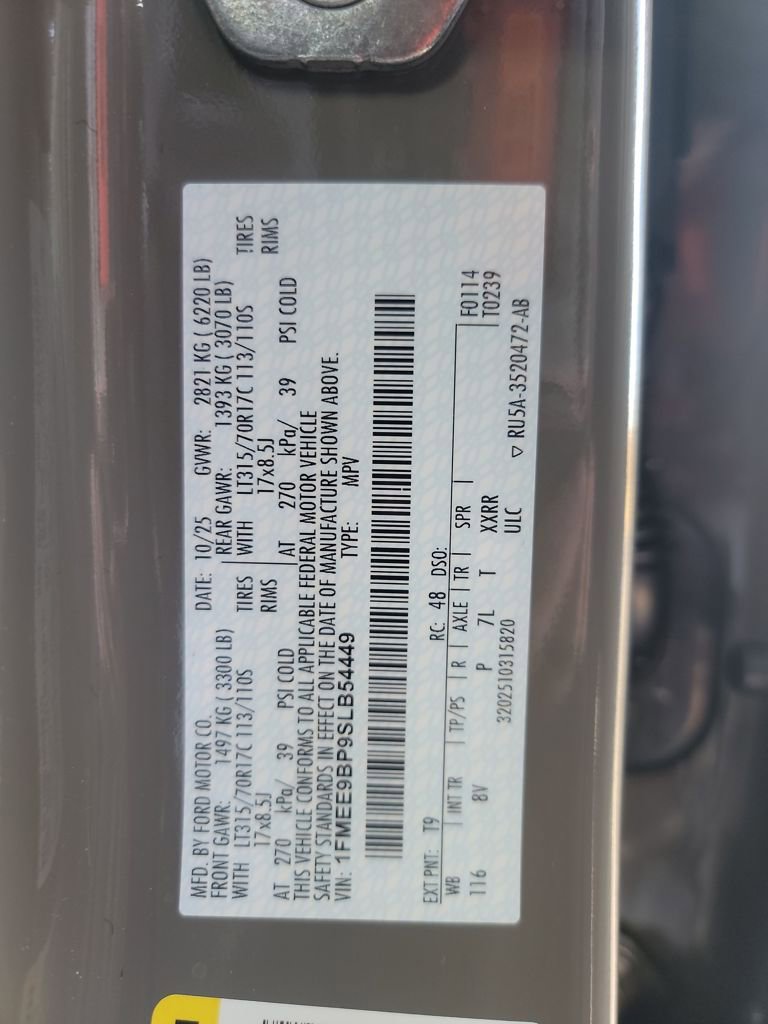 MFD. BY FORD MOTOR CO.
DATE: 10/25 GVWR: 2821 KG ( 6220 LB)
FRONT GAWR: 1497 KG ( 3300 LB)
REAR GAWR: 1393 KG ( 3070 LB)
WITH LT315/70R17C 113/110S TIRES
WITH LT315/70R17C 113/110S TIRES
17x8.5J RIMS
17x8.5J RIMS
AT 270 kPa/ 39 PSI COLD
AT 270 kPa/ 39 PSI COLD
THIS VEHICLE CONFORMS TO ALL APPLICABLE FEDERAL MOTOR VEHICLE
SAFETY STANDARDS IN EFFECT ON THE DATE OF MANUFACTURE SHOWN ABOVE.
VIN: 1FMEE9BP9SLB54449 TYPE: MPV
EXT PNT: T9 RC: 48 DSO:
WB INT TR TP/PS R AXLE TR SPR F0114
116 8V P 7L T XXRR T0239
ULC
3202510315820 ▽ RU5A-3520472-AB